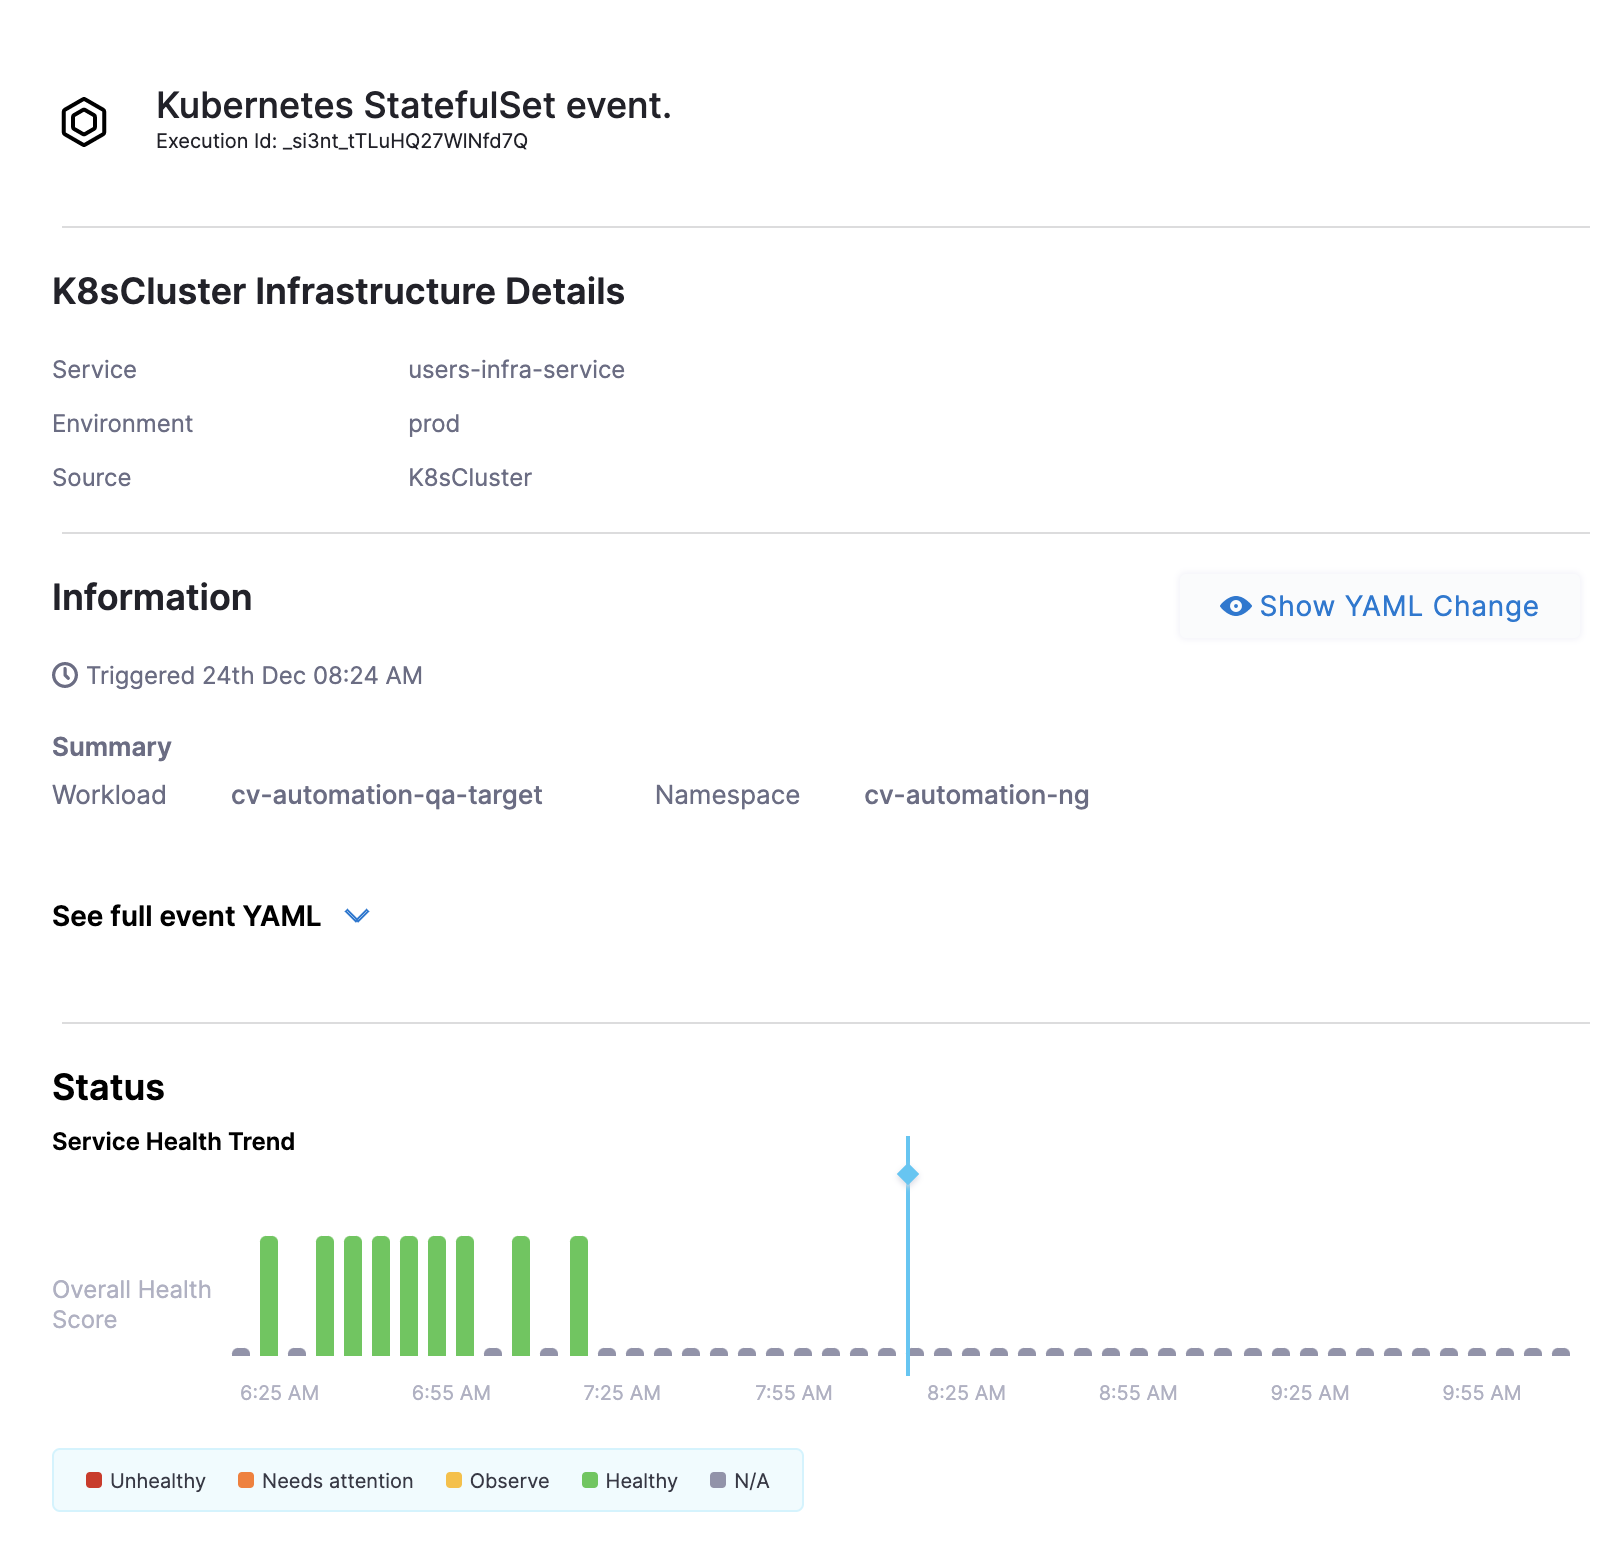 Kubernetes StatefulSet event.
Execution Id: _si3nt_tTLuHQ27WlNfd7Q
K8sCluster Infrastructure Details
Service users-infra-service
Environment prod
Source K8sCluster
Information
Show YAML Change
Triggered 24th Dec 08:24 AM
Summary
Workload cv-automation-qa-target Namespace cv-automation-ng
See full event YAML
Status
Service Health Trend
Overall Health
Score
6:25 AM 6:55 AM 7:25 AM 7:55 AM 8:25 AM 8:55 AM 9:25 AM 9:55 AM
Unhealthy Needs attention Observe Healthy N/A